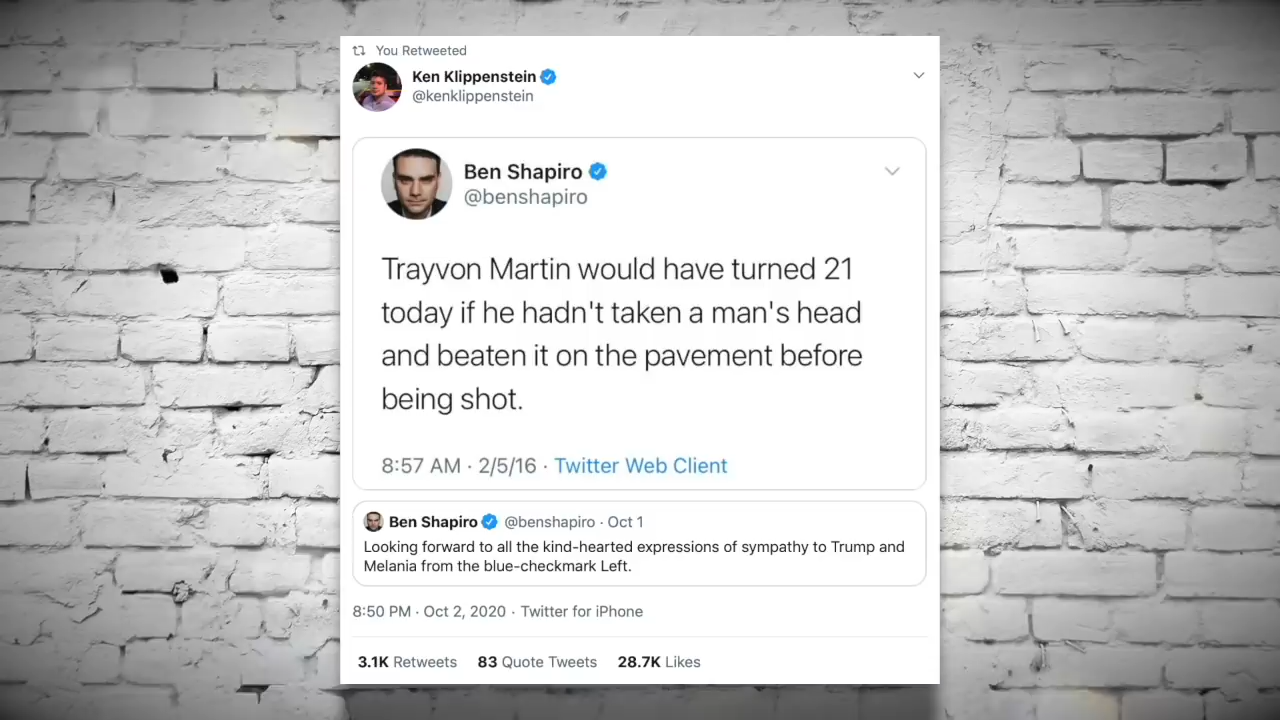 You Retweeted
Ken Klippenstein
@kenklippenstein
Ben Shapiro
@benshapiro
Trayvon Martin would have turned 21
today if he hadn't taken a man's head
and beaten it on the pavement before
being shot.
8:57 AM · 2/5/16 · Twitter Web Client
Ben Shapiro @benshapiro · Oct 1
Looking forward to all the kind-hearted expressions of sympathy to Trump and
Melania from the blue-checkmark Left.
8:50 PM · Oct 2, 2020 · Twitter for iPhone
3.1K Retweets 83 Quote Tweets 28.7K Likes